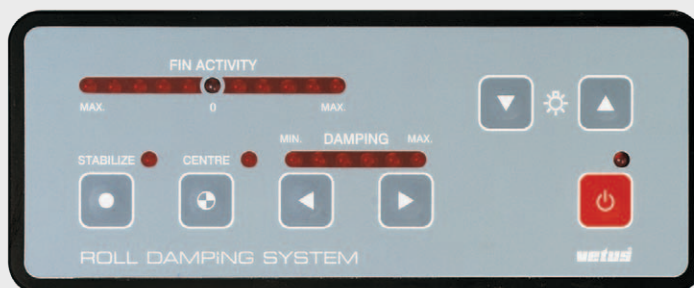 FIN ACTIVITY
MAX. 0 MAX.
MIN. DAMPING MAX.
STABILIZE CENTRE
ROLL DAMPiNG SYSTEM vetus